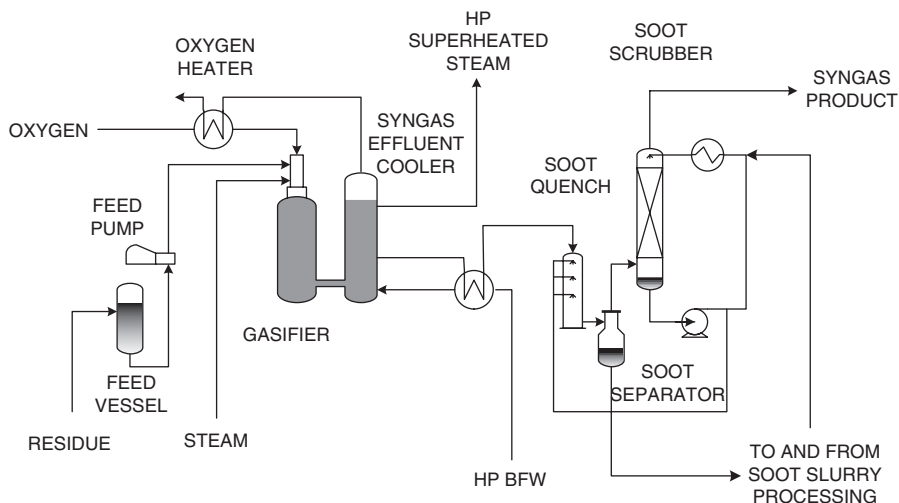 HP
SUPERHEATED
STEAM
SOOT
SCRUBBER
OXYGEN
HEATER
SYNGAS
PRODUCT
OXYGEN
SYNGAS
EFFLUENT
COOLER
SOOT
QUENCH
FEED
PUMP
GASIFIER
FEED
VESSEL
SOOT
SEPARATOR
RESIDUE
STEAM
HP BFW
TO AND FROM
SOOT SLURRY
PROCESSING